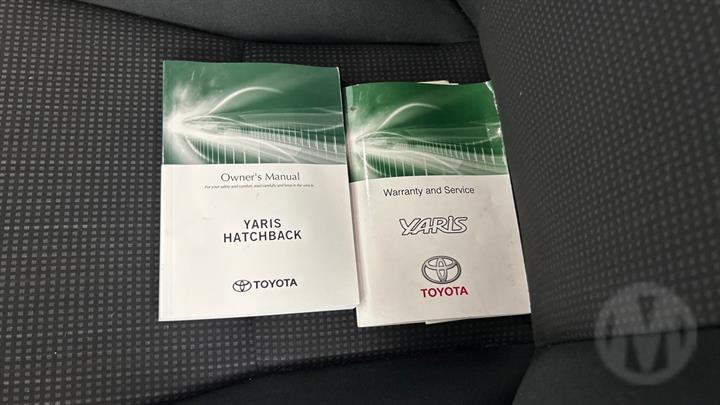 Owner's Manual
For your safety and comfort, read carefully and keep in the vehicle.
YARIS
HATCHBACK
TOYOTA
Warranty and Service
YARIS
TOYOTA
M